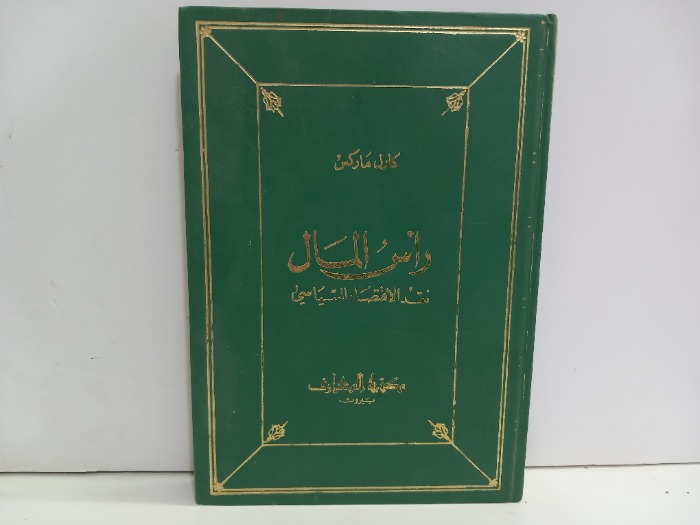 كارل ماركس
رأس المال
نقد الاقتصاد السياسي
مكتبة المعارف
بيروت